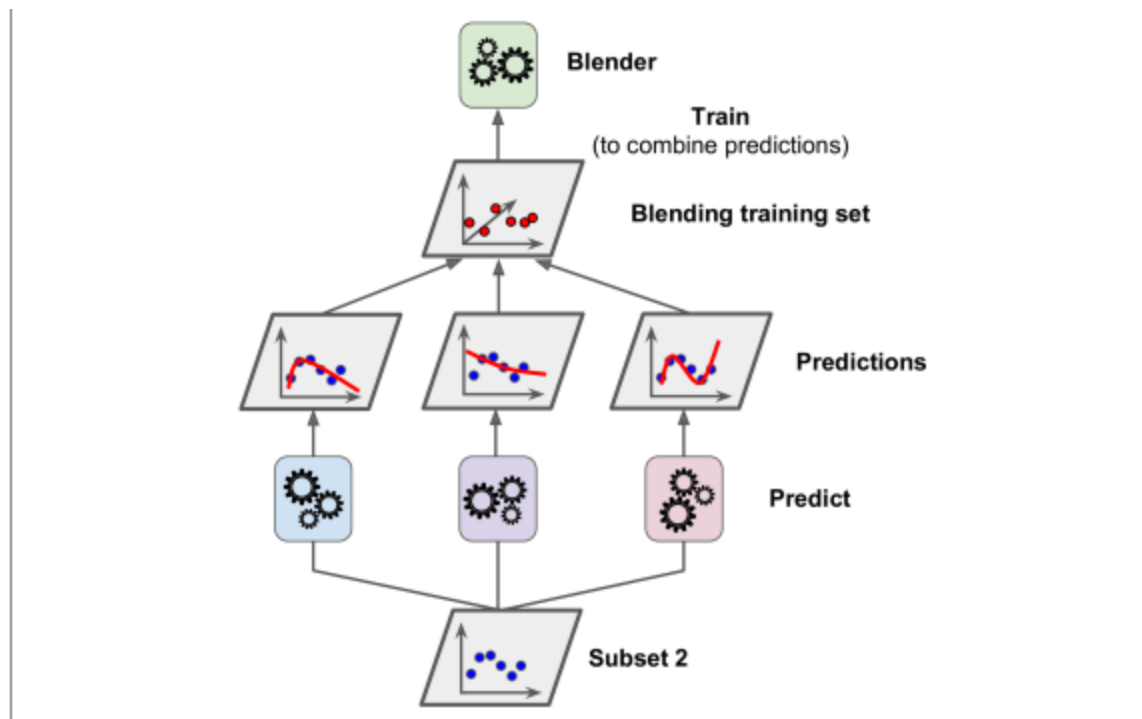 Blender
Train
(to combine predictions)
Blending training set
Predictions
Predict
Subset 2